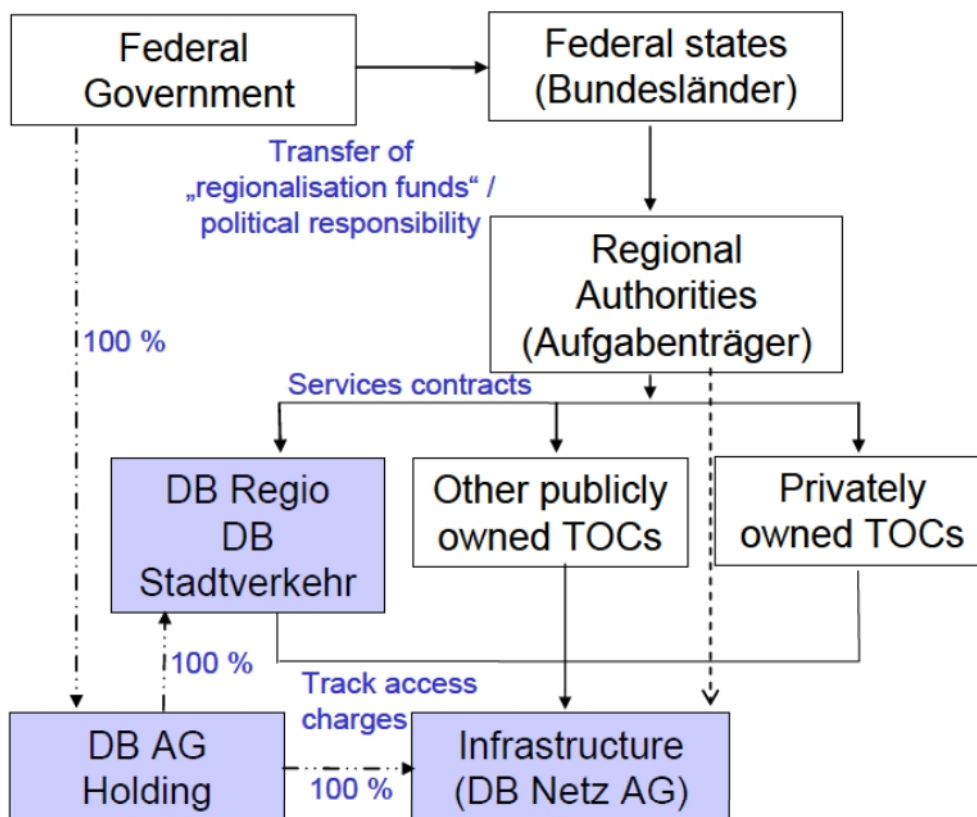 Federal
Government
Federal states
(Bundesländer)
Transfer of
„regionalisation funds“ /
political responsibility
Regional
Authorities
(Aufgabenträger)
100 %
Services contracts
DB Regio
DB
Stadtverkehr
Other publicly
owned TOCs
Privately
owned TOCs
100 %
Track access
charges
DB AG
Holding
100 %
Infrastructure
(DB Netz AG)